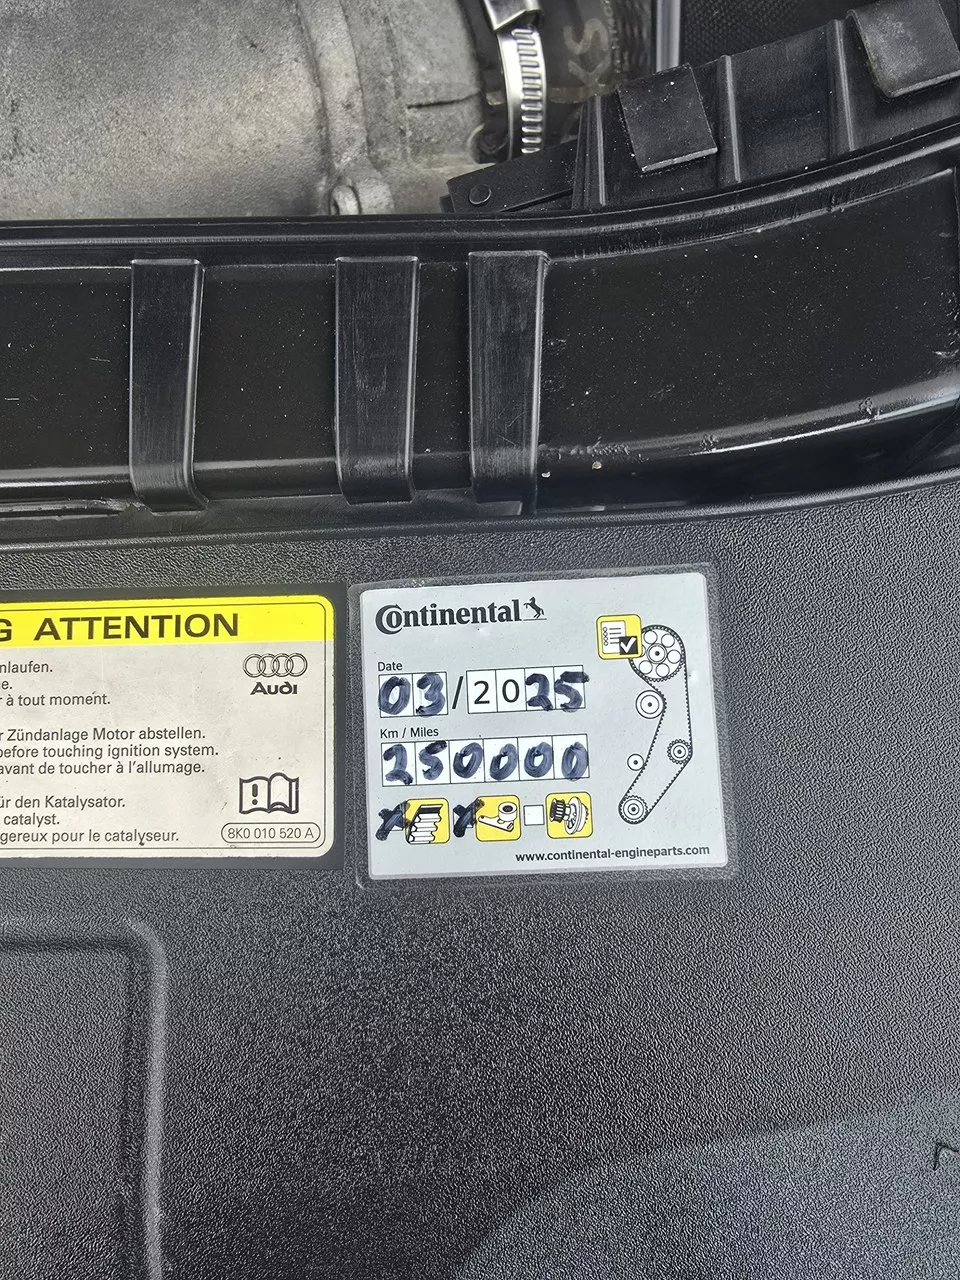 KS
G ATTENTION
nlaufen.
e.
r à tout moment.
Audi
r Zündanlage Motor abstellen.
before touching ignition system.
avant de toucher à l'allumage.
ür den Katalysator.
catalyst.
gereux pour le catalyseur.
8K0 010 520 A
Continental
Date
03/2025
Km / Miles
250000
www.continental-engineparts.com